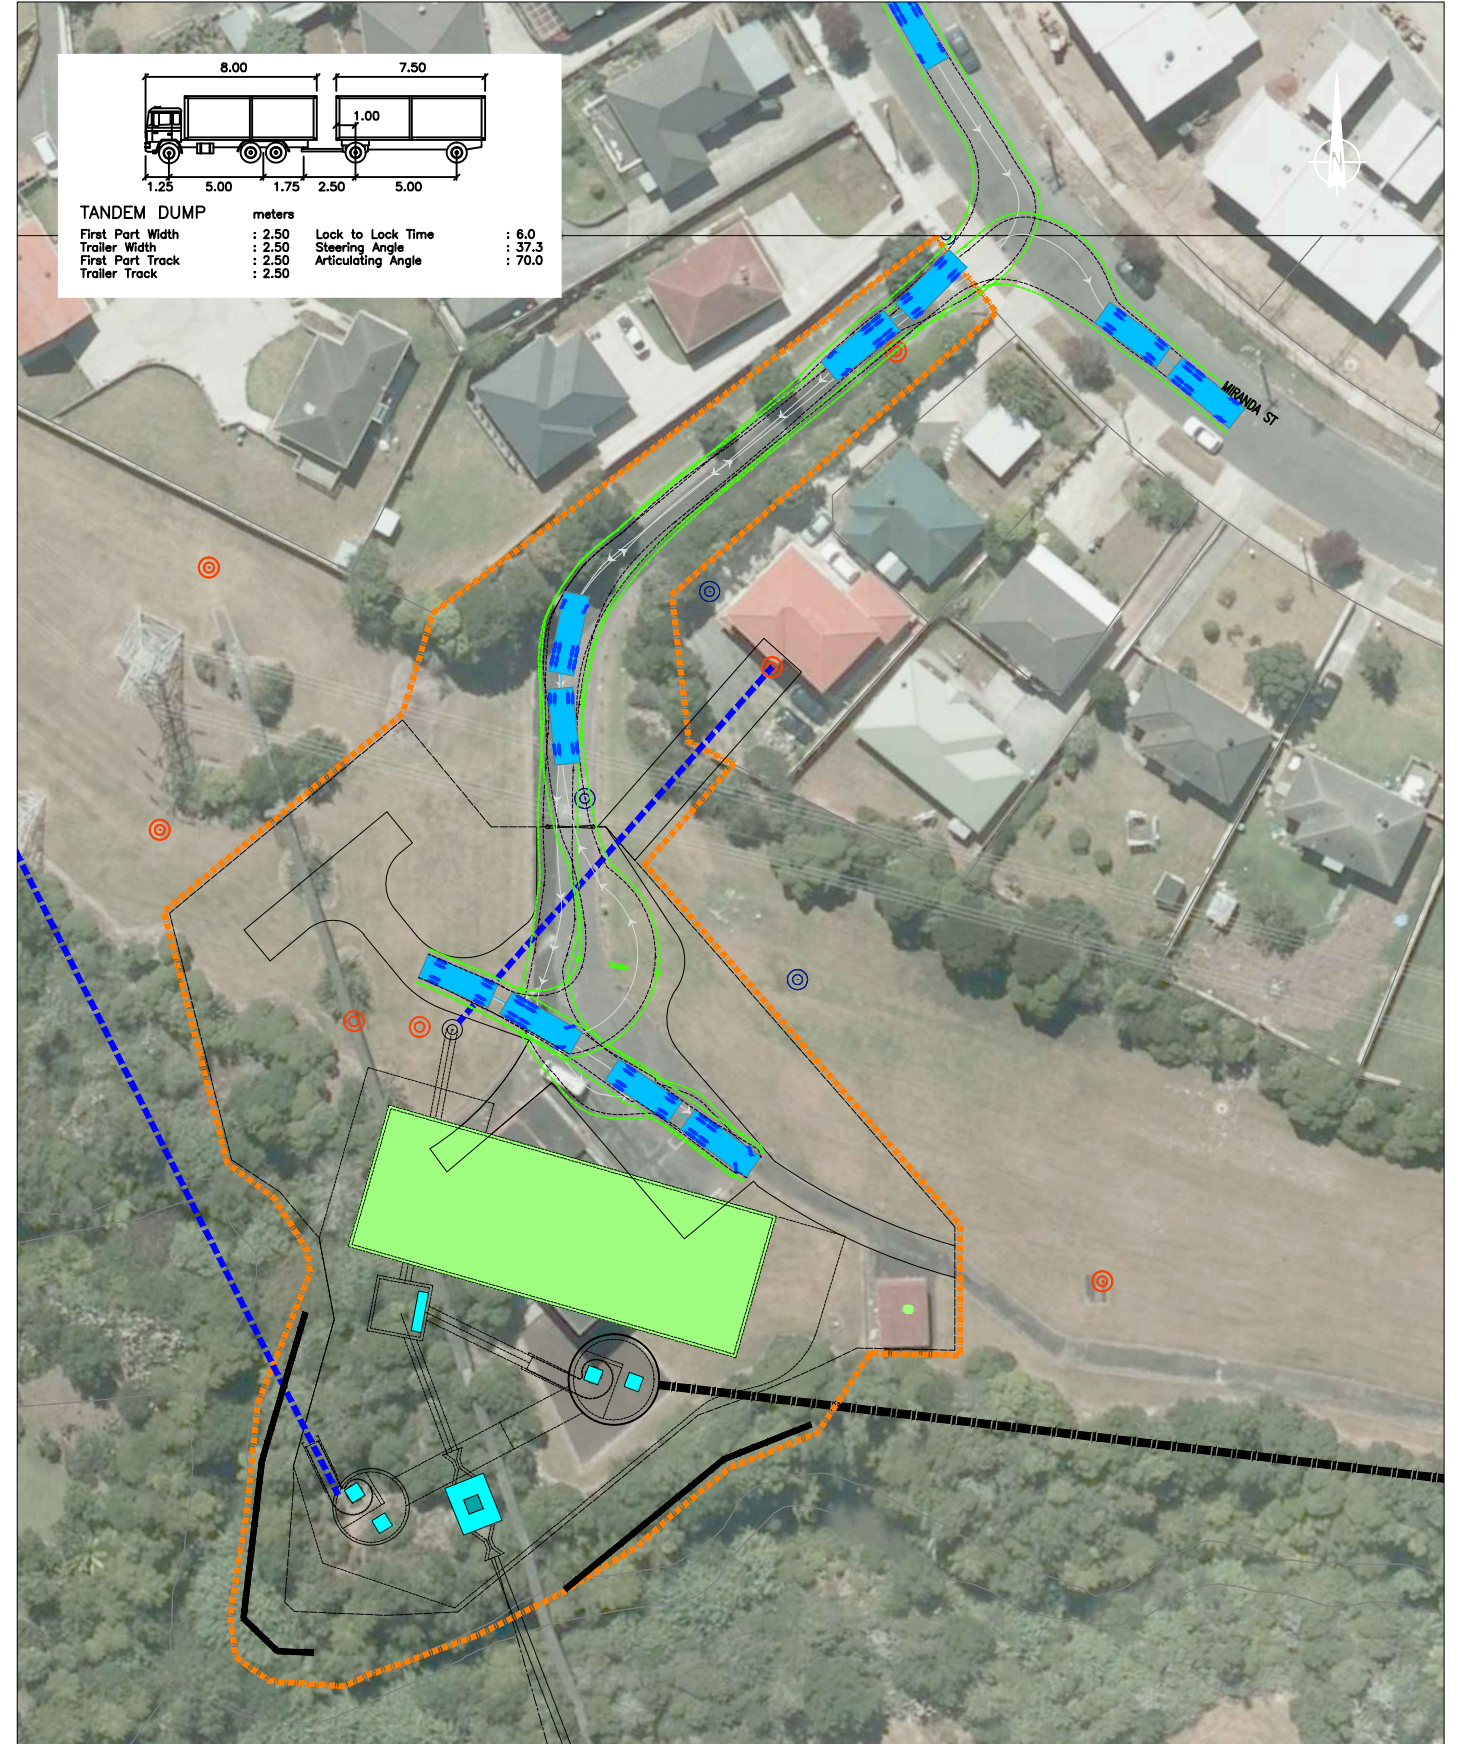 8.00 7.50
1.00
1.25 5.00 1.75 2.50 5.00
TANDEM DUMP meters
First Part Width : 2.50 Lock to Lock Time : 6.0
Trailer Width : 2.50 Steering Angle : 37.3
First Part Track : 2.50 Articulating Angle : 70.0
Trailer Track : 2.50
N
MIRANDA ST